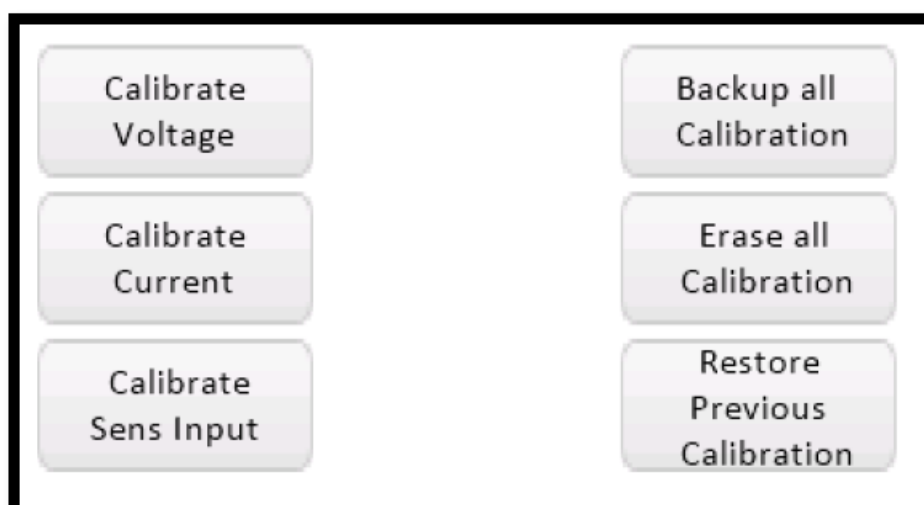 Calibrate
Voltage
Calibrate
Current
Calibrate
Sens Input
Backup all
Calibration
Erase all
Calibration
Restore
Previous
Calibration